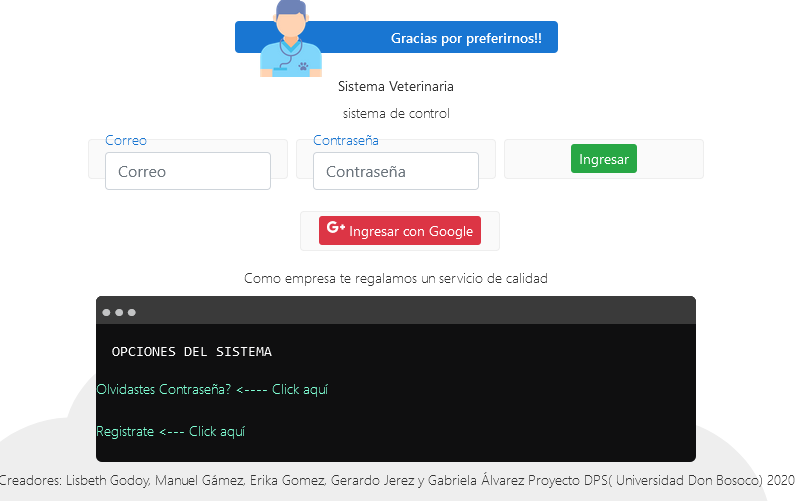 Gracias por preferirnos!!
Sistema Veterinaria
sistema de control
Correo
Contraseña
Correo
Contraseña
Ingresar
G+ Ingresar con Google
Como empresa te regalamos un servicio de calidad
OPCIONES DEL SISTEMA
Olvidastes Contraseña? <---- Click aquí
Registrate <--- Click aquí
Creadores: Lisbeth Godoy, Manuel Gámez, Erika Gomez, Gerardo Jerez y Gabriela Álvarez Proyecto DPS( Universidad Don Bosoco) 2020